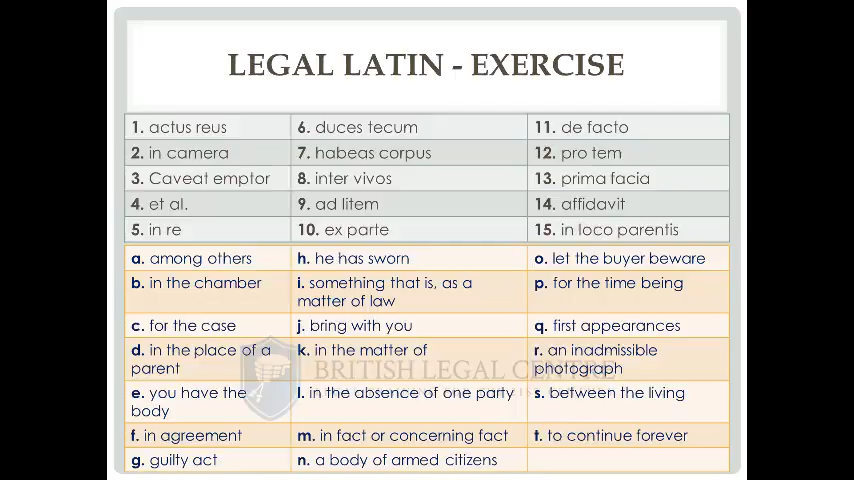 LEGAL LATIN - EXERCISE
1. actus reus 6. duces tecum 11. de facto
2. in camera 7. habeas corpus 12. pro tem
3. Caveat emptor 8. inter vivos 13. prima facia
4. et al. 9. ad litem 14. affidavit
5. in re 10. ex parte 15. in loco parentis
a. among others h. he has sworn o. let the buyer beware
b. in the chamber i. something that is, as a p. for the time being
matter of law
c. for the case j. bring with you q. first appearances
d. in the place of a k. in the matter of r. an inadmissible
parent photograph
BRITISH LEGAL CENTRE
e. you have the l. in the absence of one party s. between the living
body
f. in agreement m. in fact or concerning fact t. to continue forever
g. guilty act n. a body of armed citizens